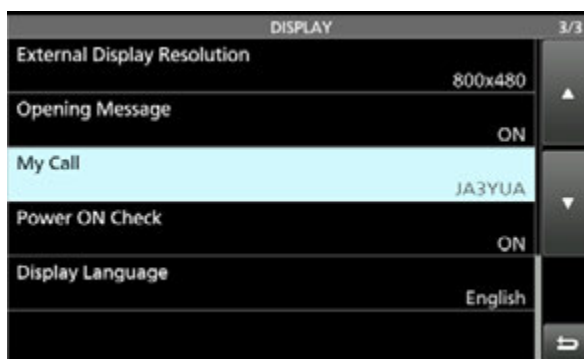 DISPLAY 3/3
External Display Resolution
800x480
Opening Message
ON
My Call
JA3YUA
Power ON Check
ON
Display Language
English